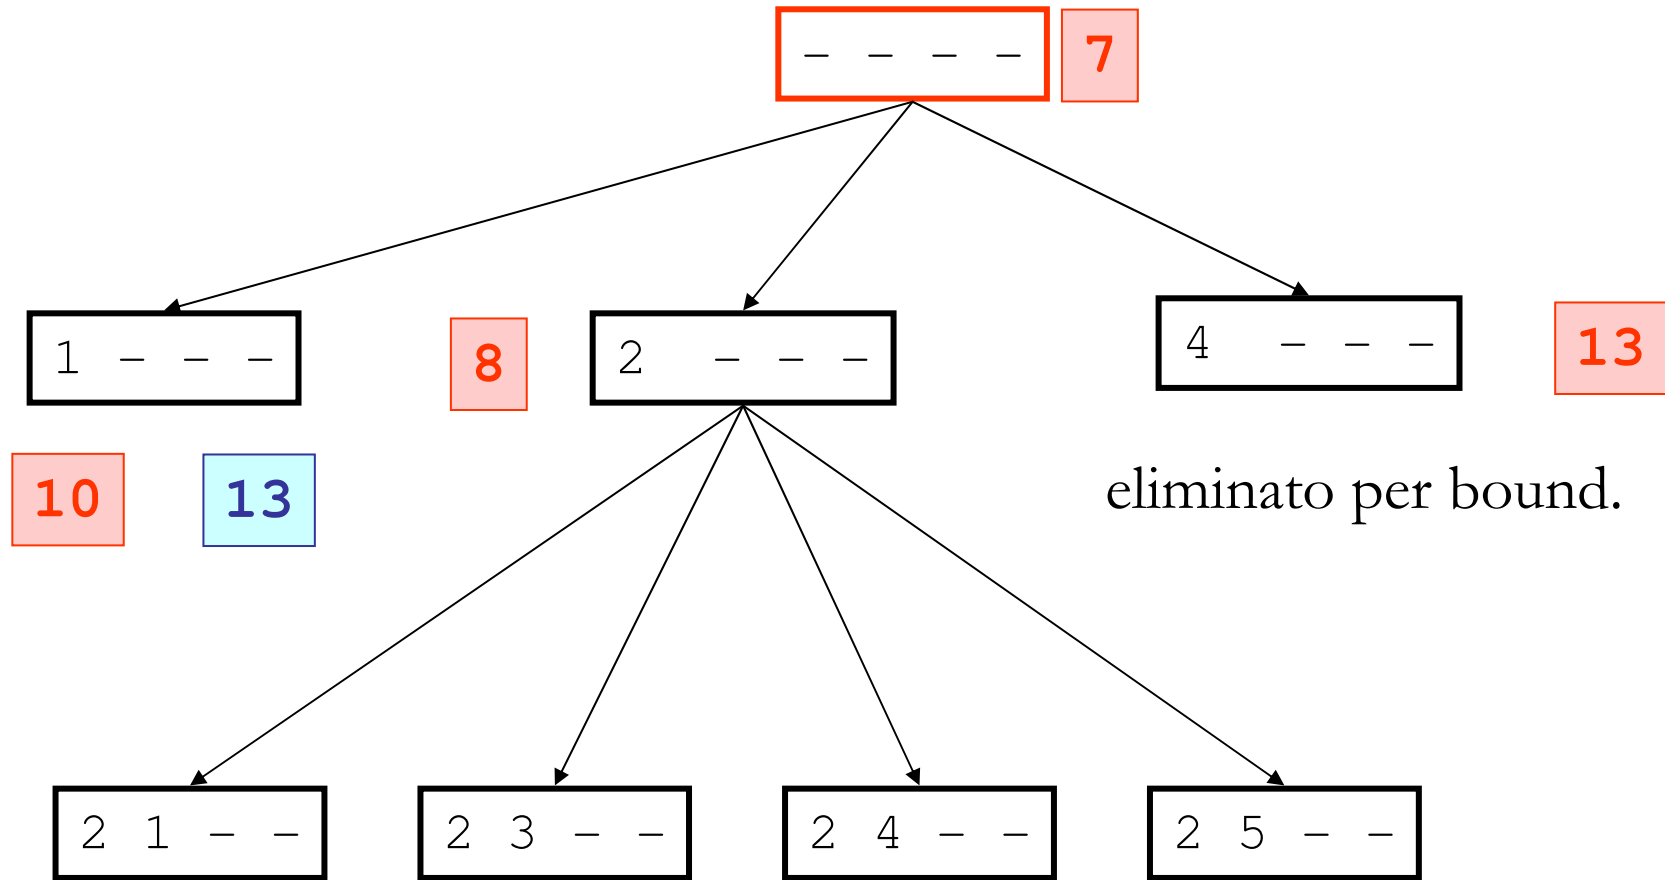 - - - - 7
1 - - - 8 2 - - - 4 - - - 13
10 13 eliminato per bound.
2 1 - - 2 3 - - 2 4 - - 2 5 - -